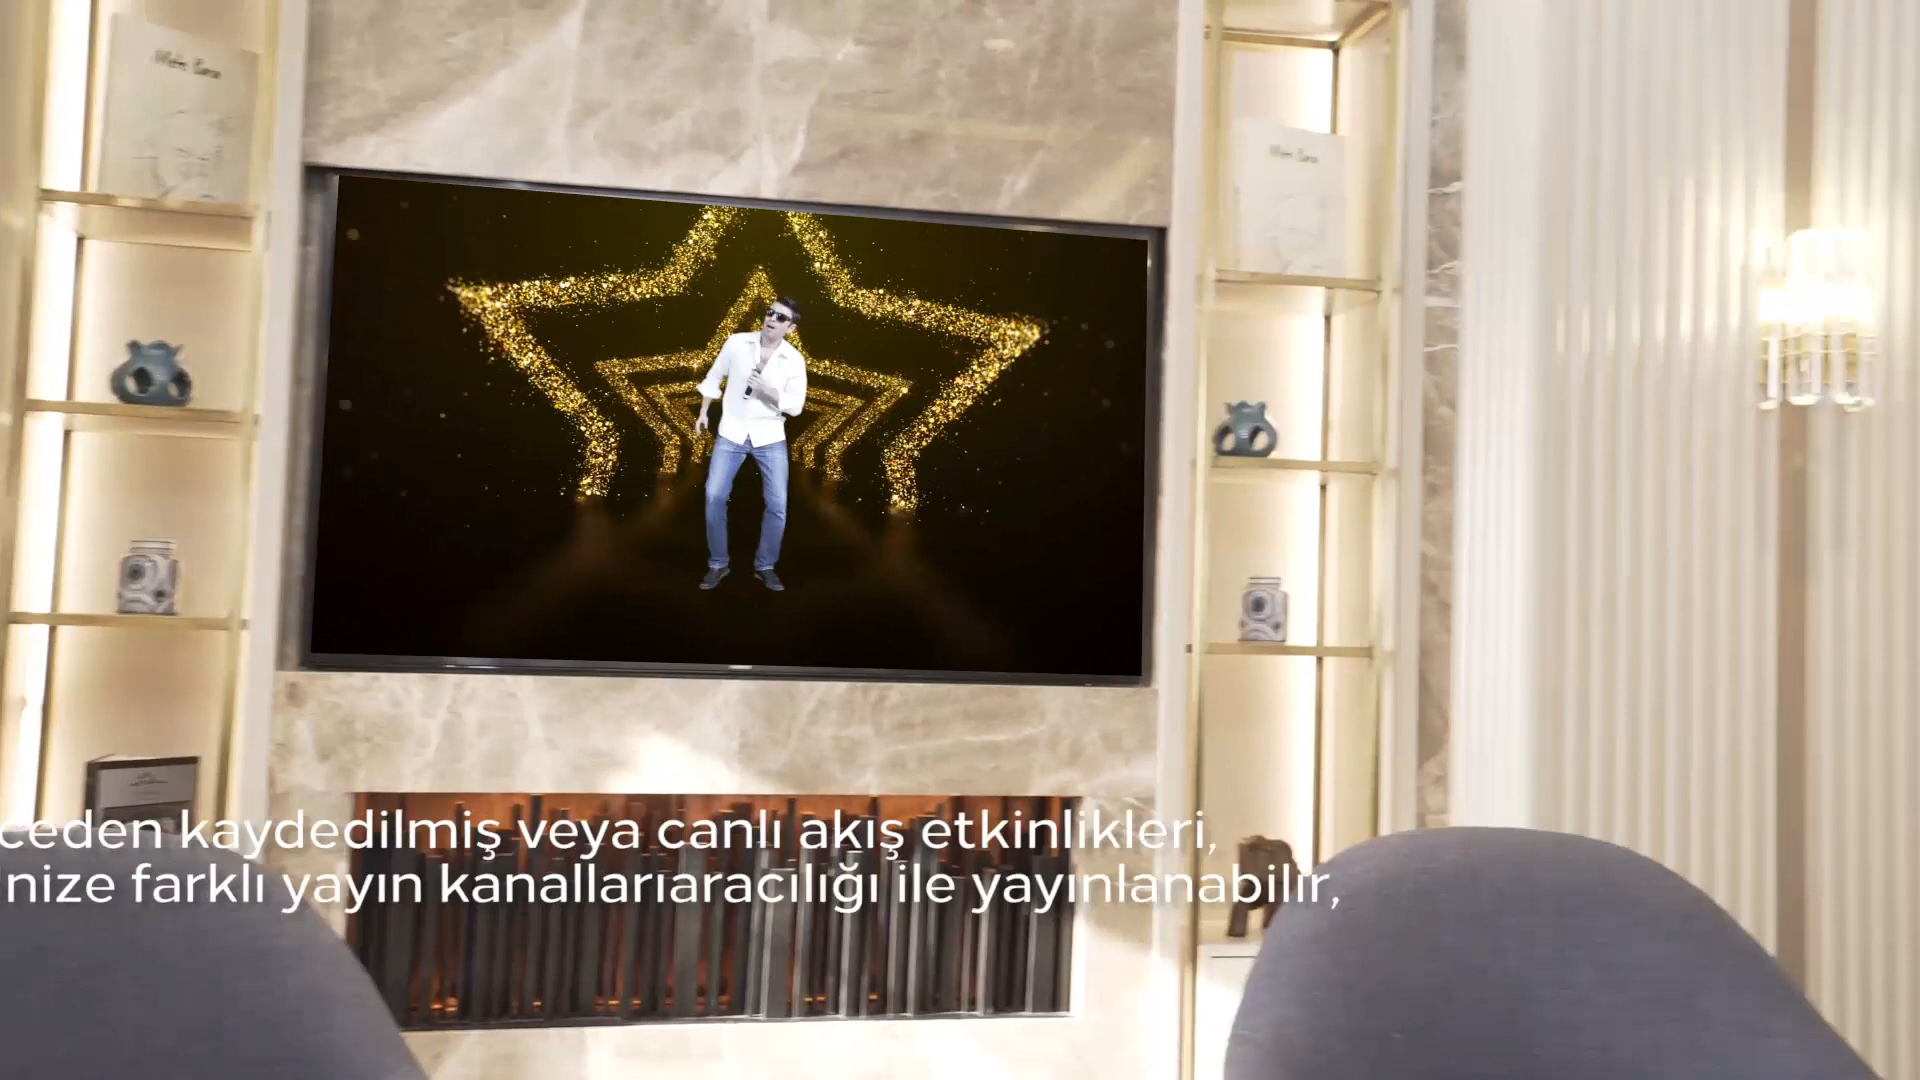 ceden kaydedilmiş veya canlı akış etkinlikleri,
nize farklı yayın kanallarıaracılığı ile yayınlanabilir,